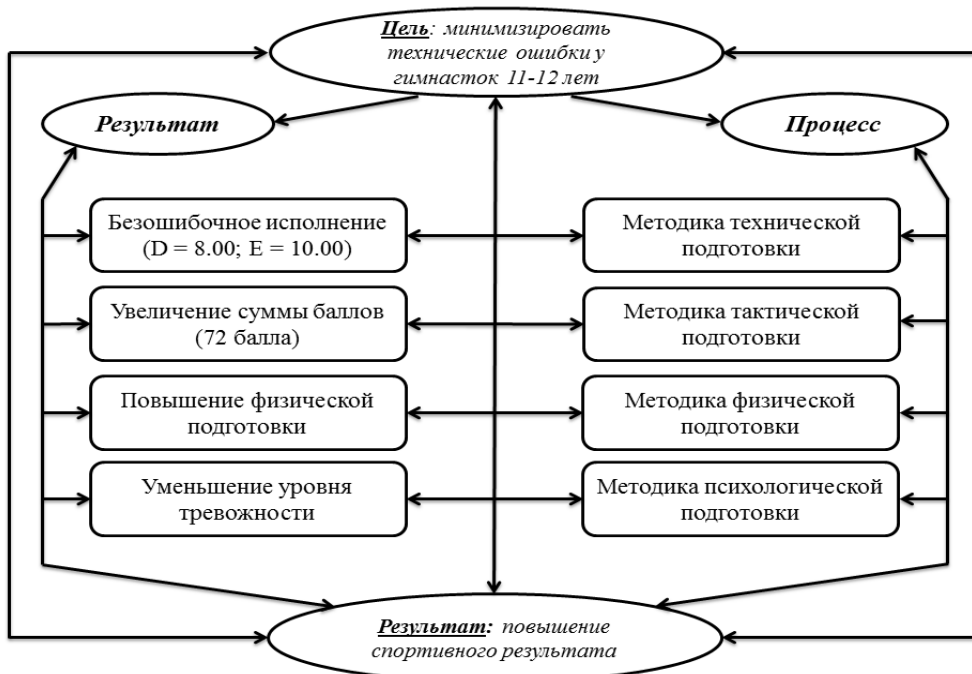 Цель: минимизировать
технические ошибки у
гимнасток 11-12 лет
Результат
Процесс
Безошибочное исполнение
(D = 8.00; E = 10.00)
Методика технической
подготовки
Увеличение суммы баллов
(72 балла)
Методика тактической
подготовки
Повышение физической
подготовки
Методика физической
подготовки
Уменьшение уровня
тревожности
Методика психологической
подготовки
Результат: повышение
спортивного результата